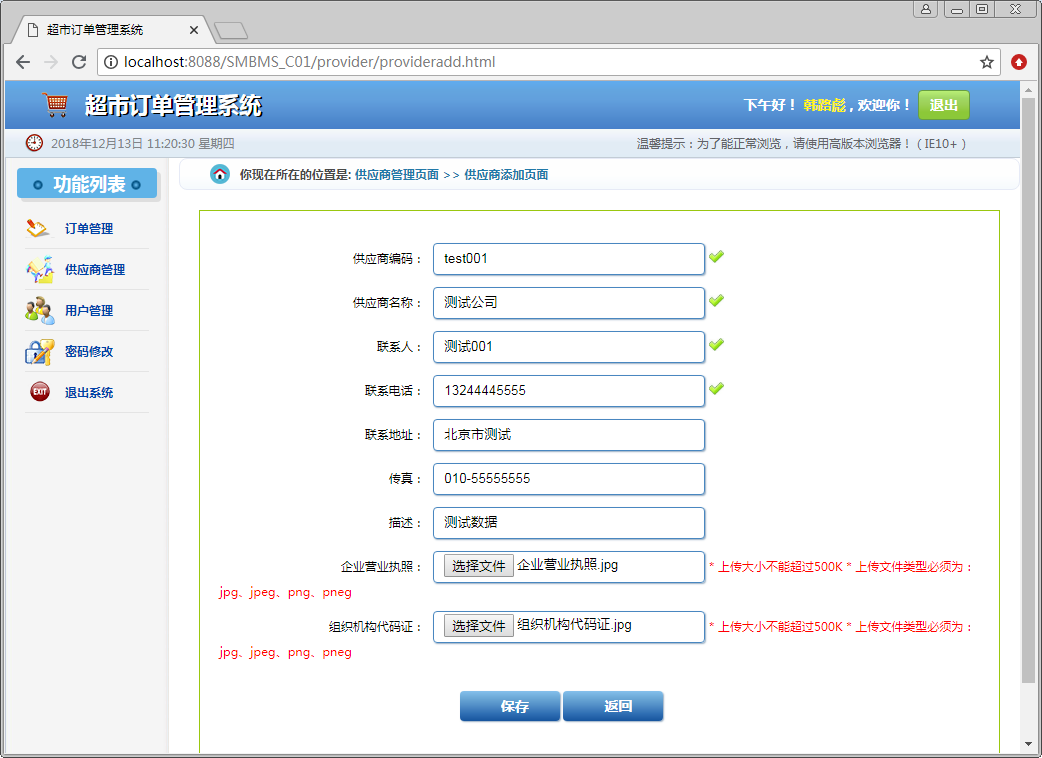 超市订单管理系统
localhost:8088/SMBMS_C01/provider/provideradd.html
超市订单管理系统
下午好！ 韩路彪 , 欢迎你！ 退出
2018年12月13日 11:20:30 星期四
温馨提示：为了能正常浏览，请使用高版本浏览器！（IE10+）
功能列表
订单管理
供应商管理
用户管理
密码修改
EXIT 退出系统
你现在所在的位置是: 供应商管理页面 >> 供应商添加页面
供应商编码： test001
供应商名称： 测试公司
联系人： 测试001
联系电话： 13244445555
联系地址： 北京市测试
传真： 010-55555555
描述： 测试数据
企业营业执照： 选择文件 企业营业执照.jpg * 上传大小不能超过500K * 上传文件类型必须为：
jpg、jpeg、png、pneg
组织机构代码证： 选择文件 组织机构代码证.jpg * 上传大小不能超过500K * 上传文件类型必须为：
jpg、jpeg、png、pneg
保存 返回